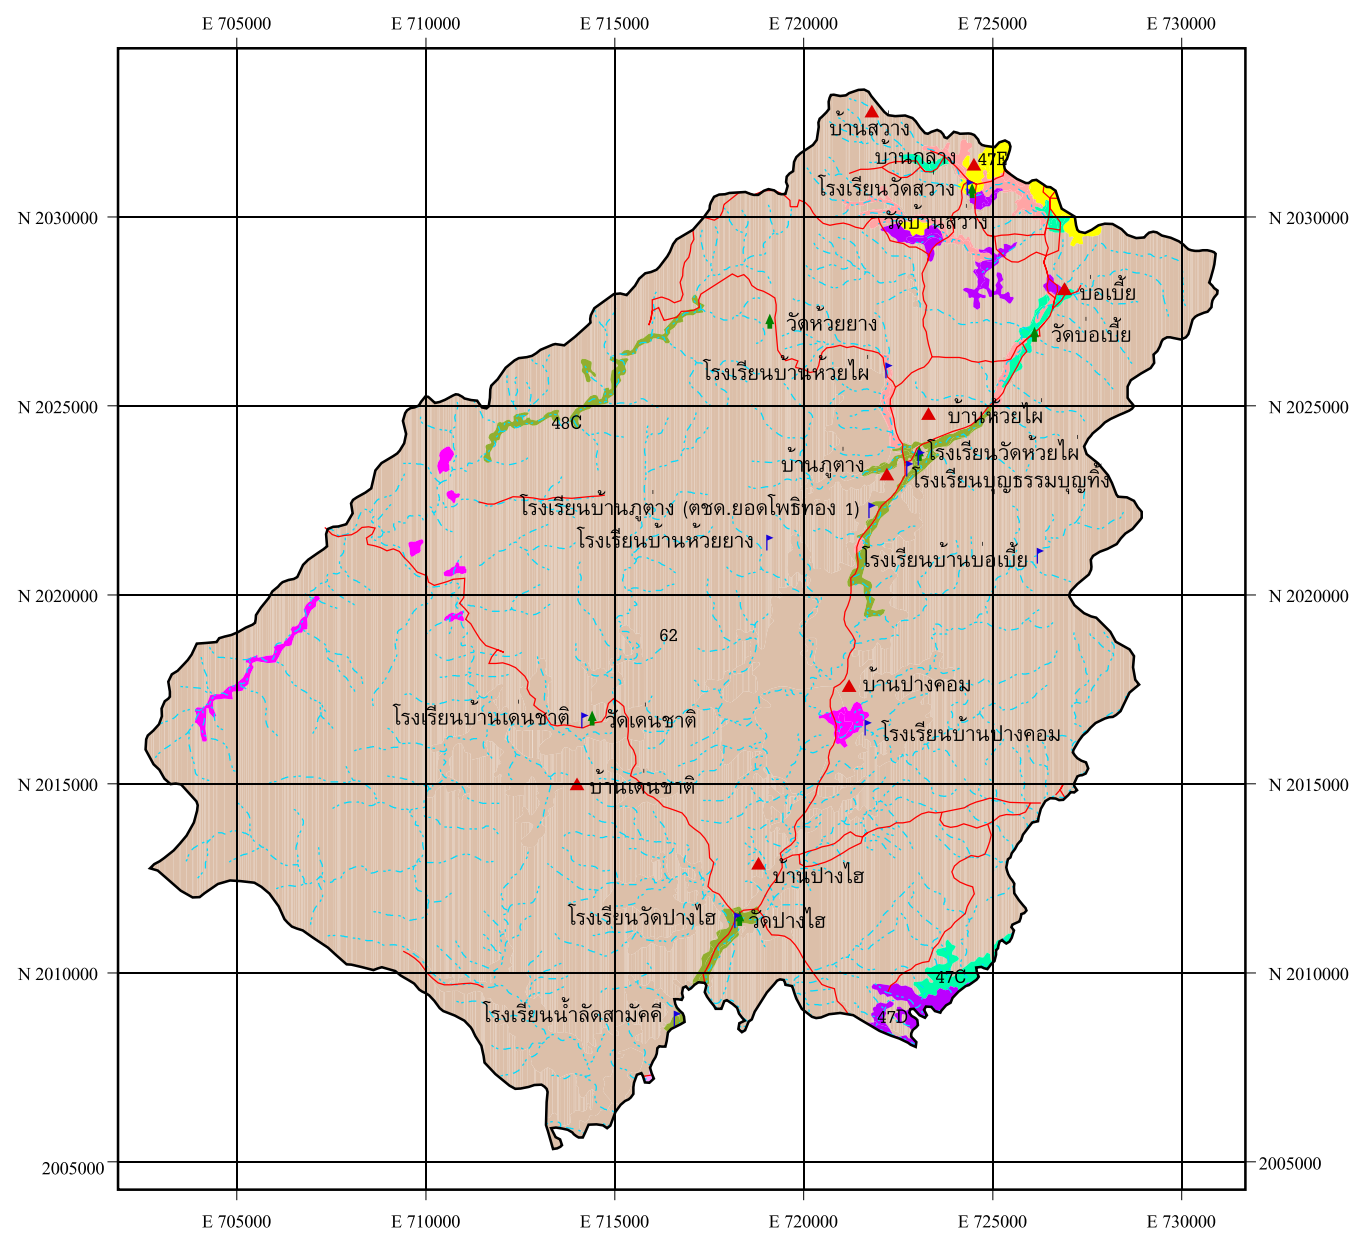 E 705000 E 710000 E 715000 E 720000 E 725000 E 730000
บ้านสว่าง
บ้านกลาง 47E
โรงเรียนวัดสว่าง
N 2030000 วัดบ้านสว่าง N 2030000
บ่อเบี้ย
วัดห้วยยาง
วัดบ่อเบี้ย
โรงเรียนบ้านห้วยไผ่
N 2025000 N 2025000
บ้านห้วยไผ่
48C
โรงเรียนวัดห้วยไผ่
บ้านภูต่าง
โรงเรียนบุญธรรมบุญทิ้ง
โรงเรียนบ้านภูต่าง (ตชด.ยอดโพธิทอง 1)
โรงเรียนบ้านห้วยยาง
โรงเรียนบ้านบ่อเบี้ย
N 2020000 N 2020000
62
บ้านปางคอม
โรงเรียนบ้านเด่นชาติ วัดเด่นชาติ
โรงเรียนบ้านปางคอม
N 2015000 บ้านเด่นชาติ N 2015000
บ้านปางไฮ
โรงเรียนวัดปางไฮ วัดปางไฮ
N 2010000 47C N 2010000
โรงเรียนน้ำลัดสามัคคี 47D
2005000 2005000
E 705000 E 710000 E 715000 E 720000 E 725000 E 730000